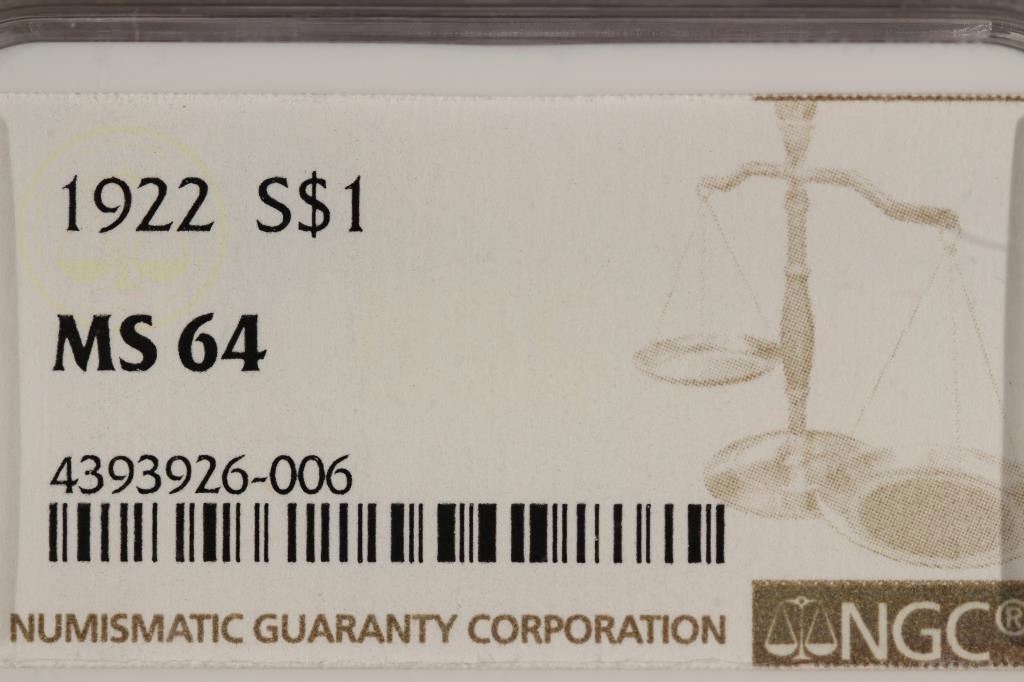 1922 S$1
MS 64
4393926-006
NUMISMATIC GUARANTY CORPORATION
NGC®